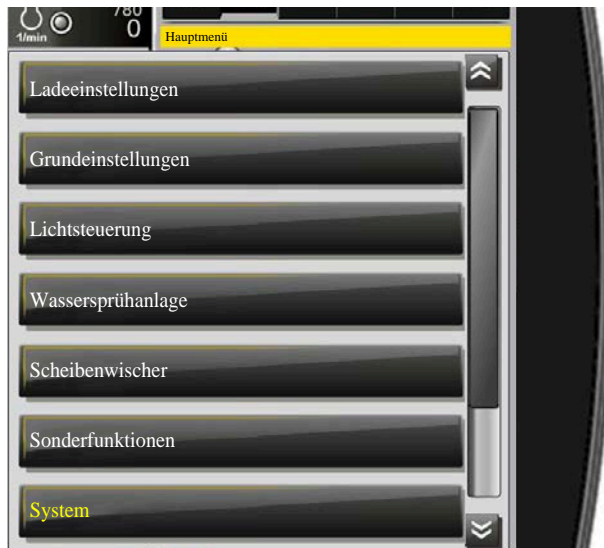 780
1/min 0
Hauptmenü
Ladeeinstellungen
Grundeinstellungen
Lichtsteuerung
Wassersprühanlage
Scheibenwischer
Sonderfunktionen
System